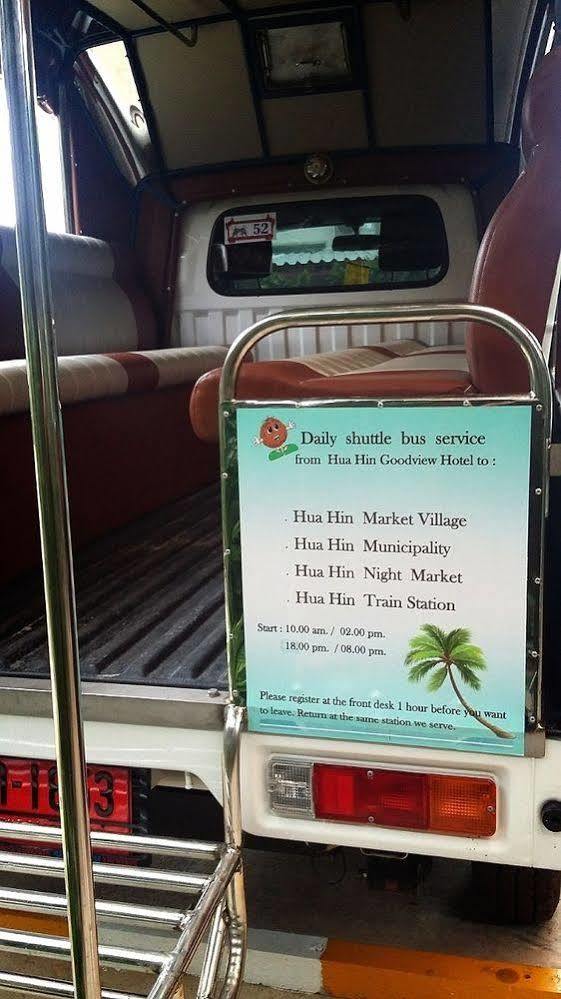 52
Daily shuttle bus service
from Hua Hin Goodview Hotel to :
. Hua Hin Market Village
. Hua Hin Municipality
. Hua Hin Night Market
. Hua Hin Train Station
Start : 10.00 am. / 02.00 pm.
18.00 pm. / 08.00 pm.
Please register at the front desk 1 hour before you want
to leave. Return at the same station we serve.